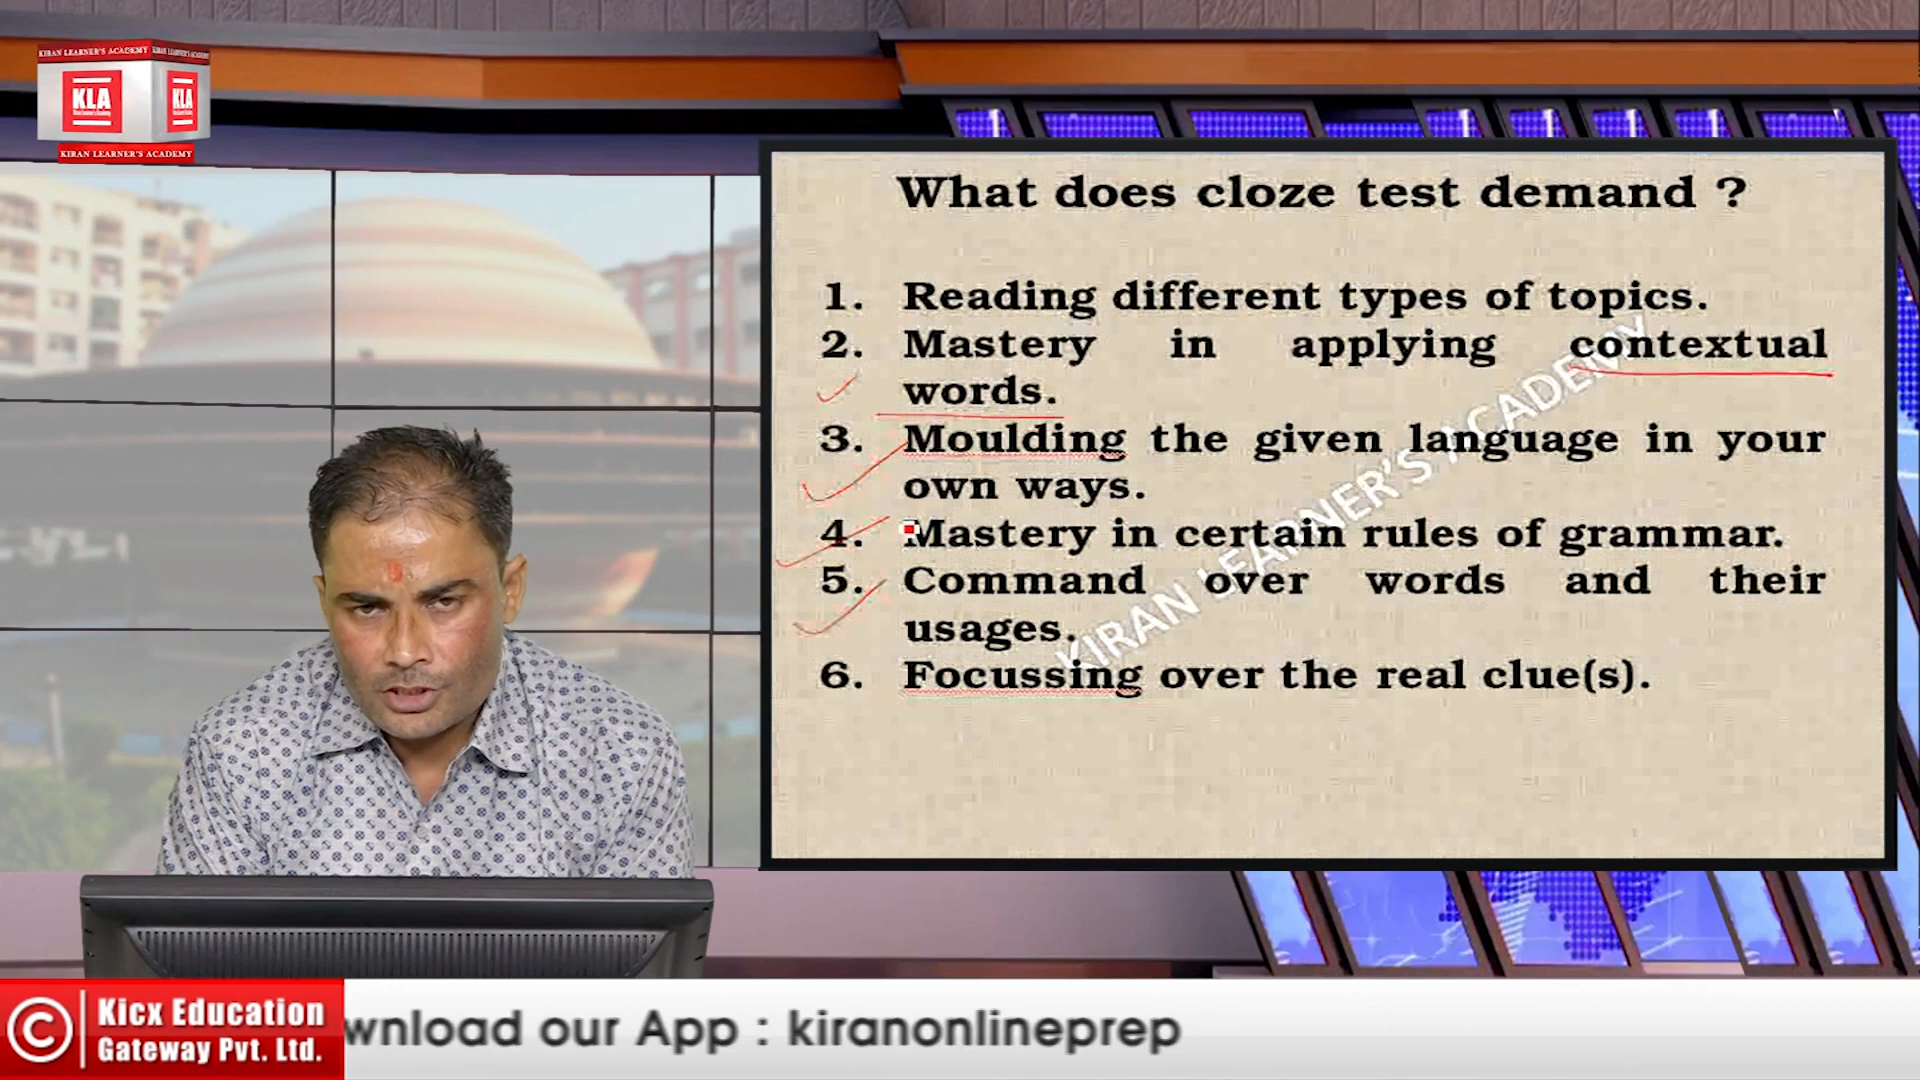 KIRAN LEARNER'S ACADEMY
KLA
KLA
KIRAN LEARNER'S ACADEMY
What does cloze test demand ?
1. Reading different types of topics.
2. Mastery in applying contextual
words.
3. Moulding the given language in your
own ways.
4. Mastery in certain rules of grammar.
5. Command over words and their
usages.
6. Focussing over the real clue(s).
KIRAN LEARNER'S ACADEMY
© Kicx Education
Gateway Pvt. Ltd.
wnload our App : kiranonlineprep